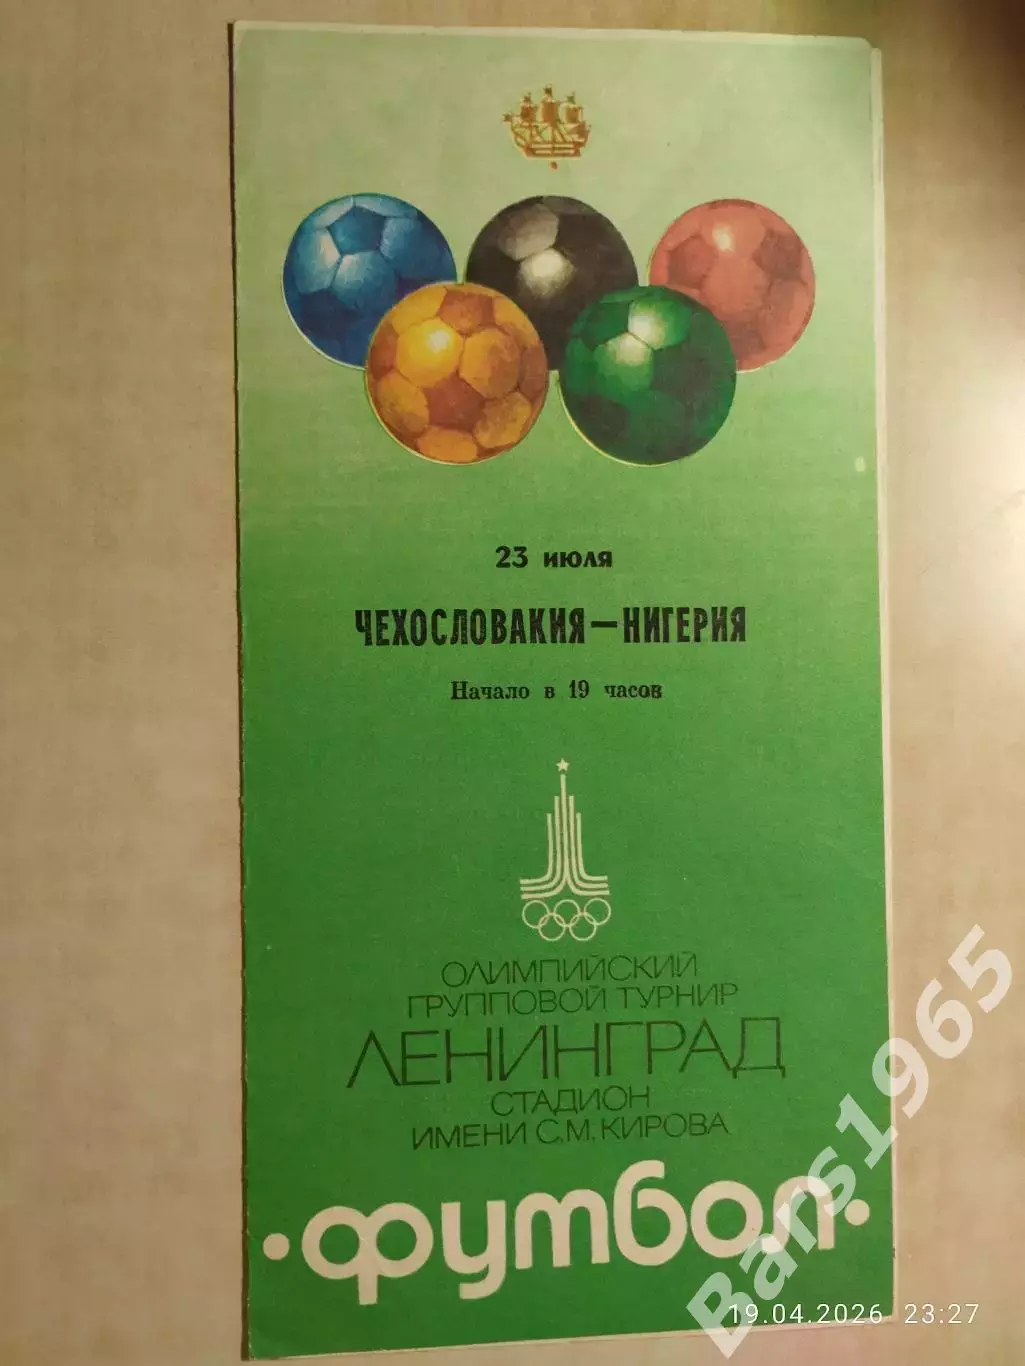 23 июля
ЧЕХОСЛОВАКИЯ—НИГЕРИЯ
Начало в 19 часов
ОЛИМПИЙСКИЙ
ГРУППОВОЙ ТУРНИР
ЛЕНИНГРАД
СТАДИОН
ИМЕНИ С.М.КИРОВА
•футбол•
Bars1965
19.04.2026 23:27